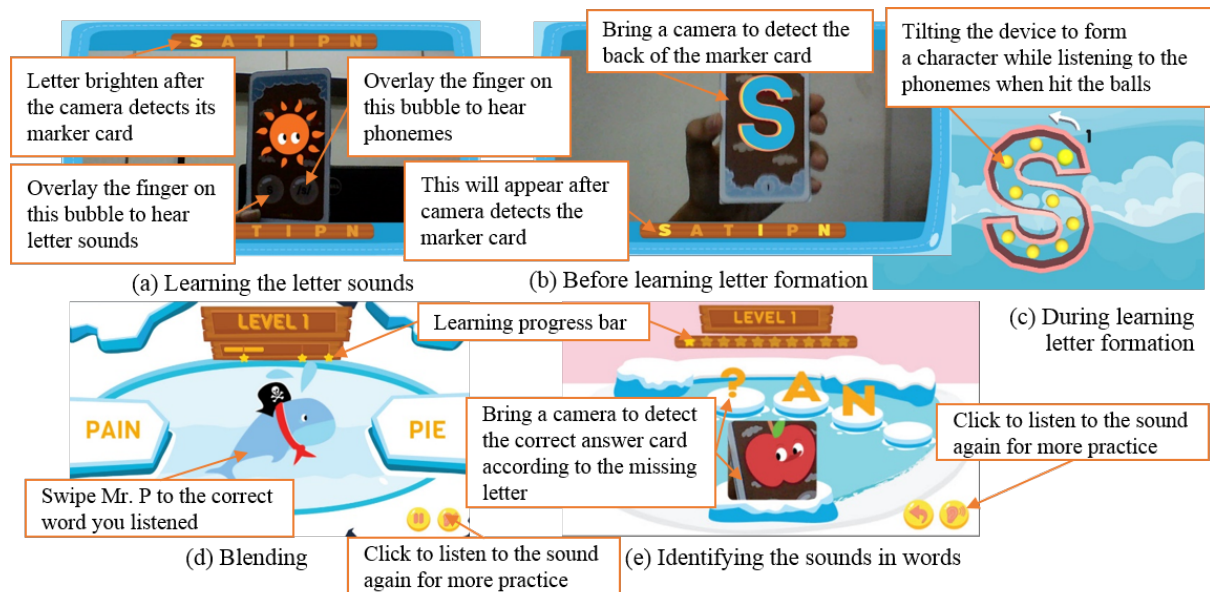 S A T I P N
Letter brighten after
the camera detects its
marker card
Overlay the finger on
this bubble to hear
phonemes
Overlay the finger on
this bubble to hear
letter sounds
S
/s/
T I P N
(a) Learning the letter sounds
Bring a camera to detect the
back of the marker card
S
This will appear after
camera detects the
marker card
S A T I P N
(b) Before learning letter formation
Tilting the device to form
a character while listening to the
phonemes when hit the balls
1
S
(c) During learning
letter formation
LEVEL 1
Learning progress bar
PAIN
PIE
Swipe Mr. P to the correct
word you listened
Click to listen to the sound
again for more practice
(d) Blending
LEVEL 1
? A N
Bring a camera to detect
the correct answer card
according to the missing
letter
Click to listen to the sound
again for more practice
(e) Identifying the sounds in words